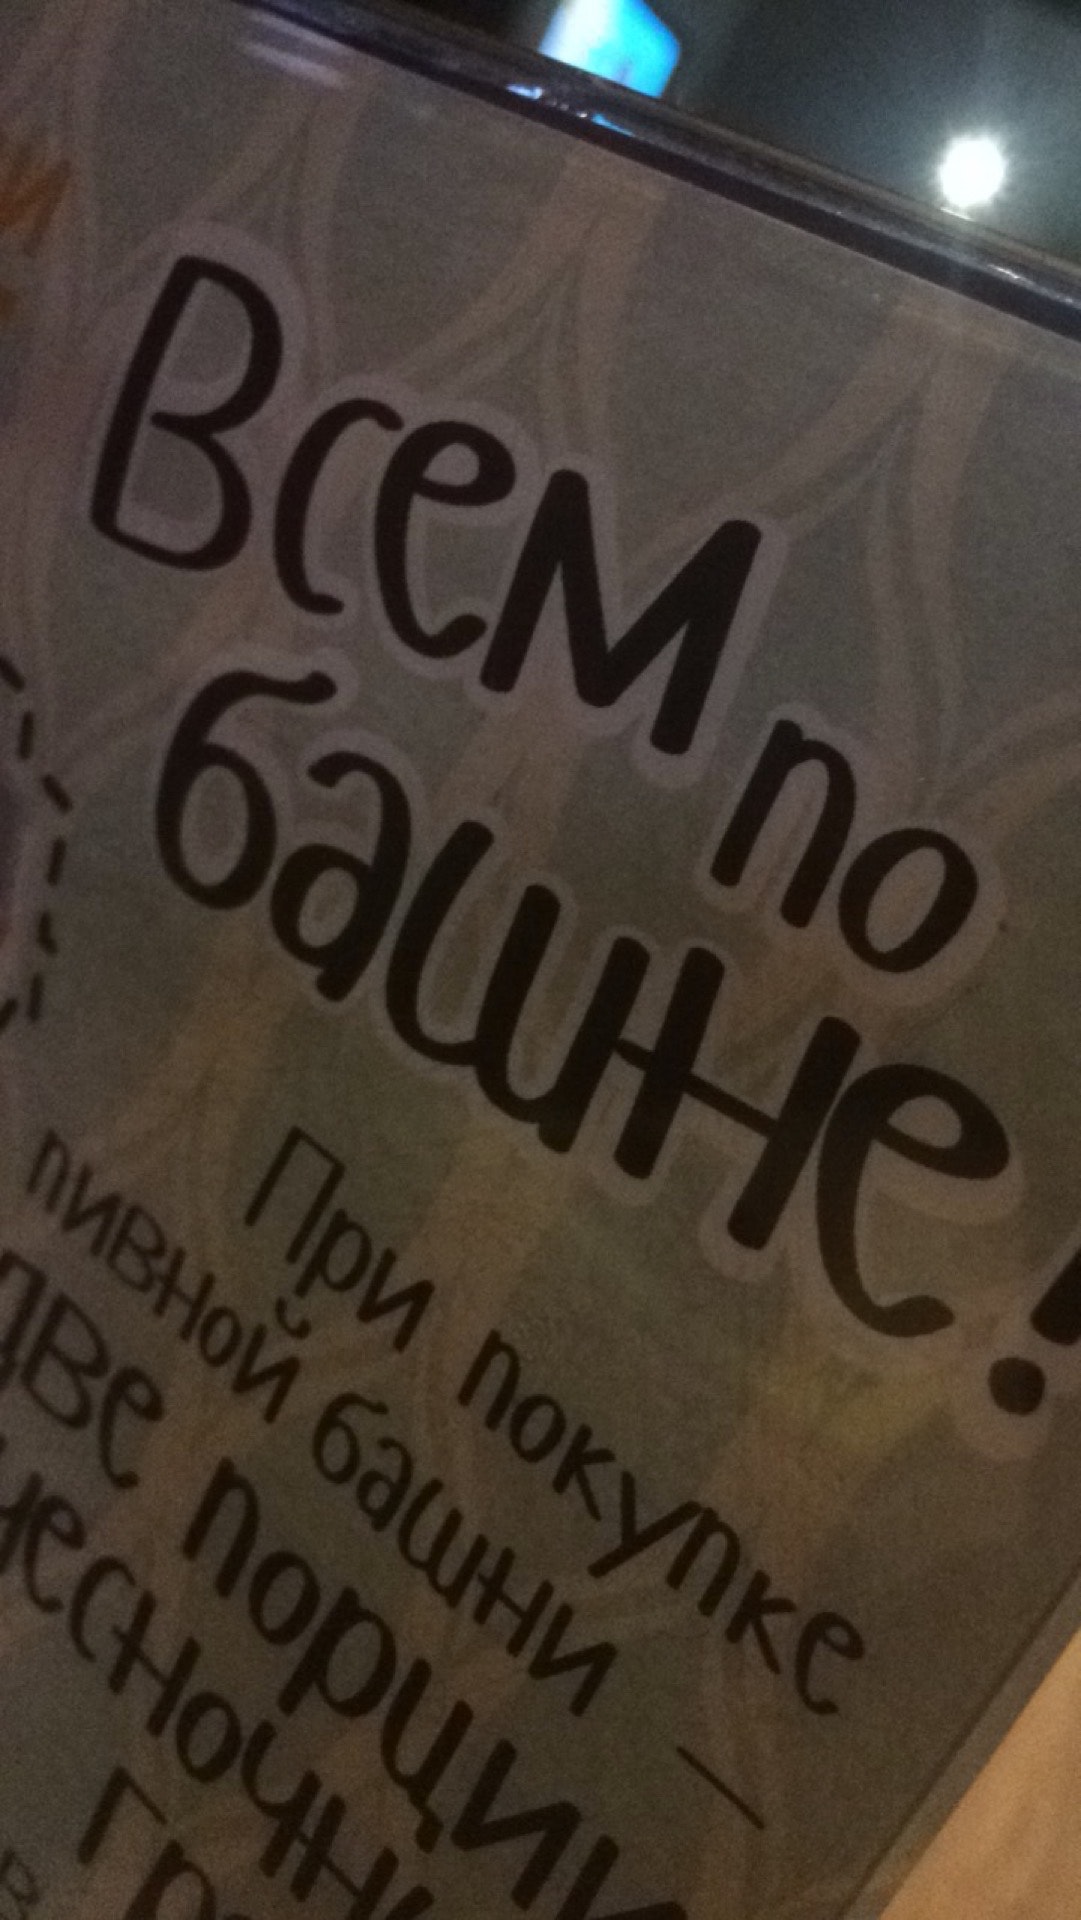 Всем по
башне!
При покупке
пивной башни –
две порции